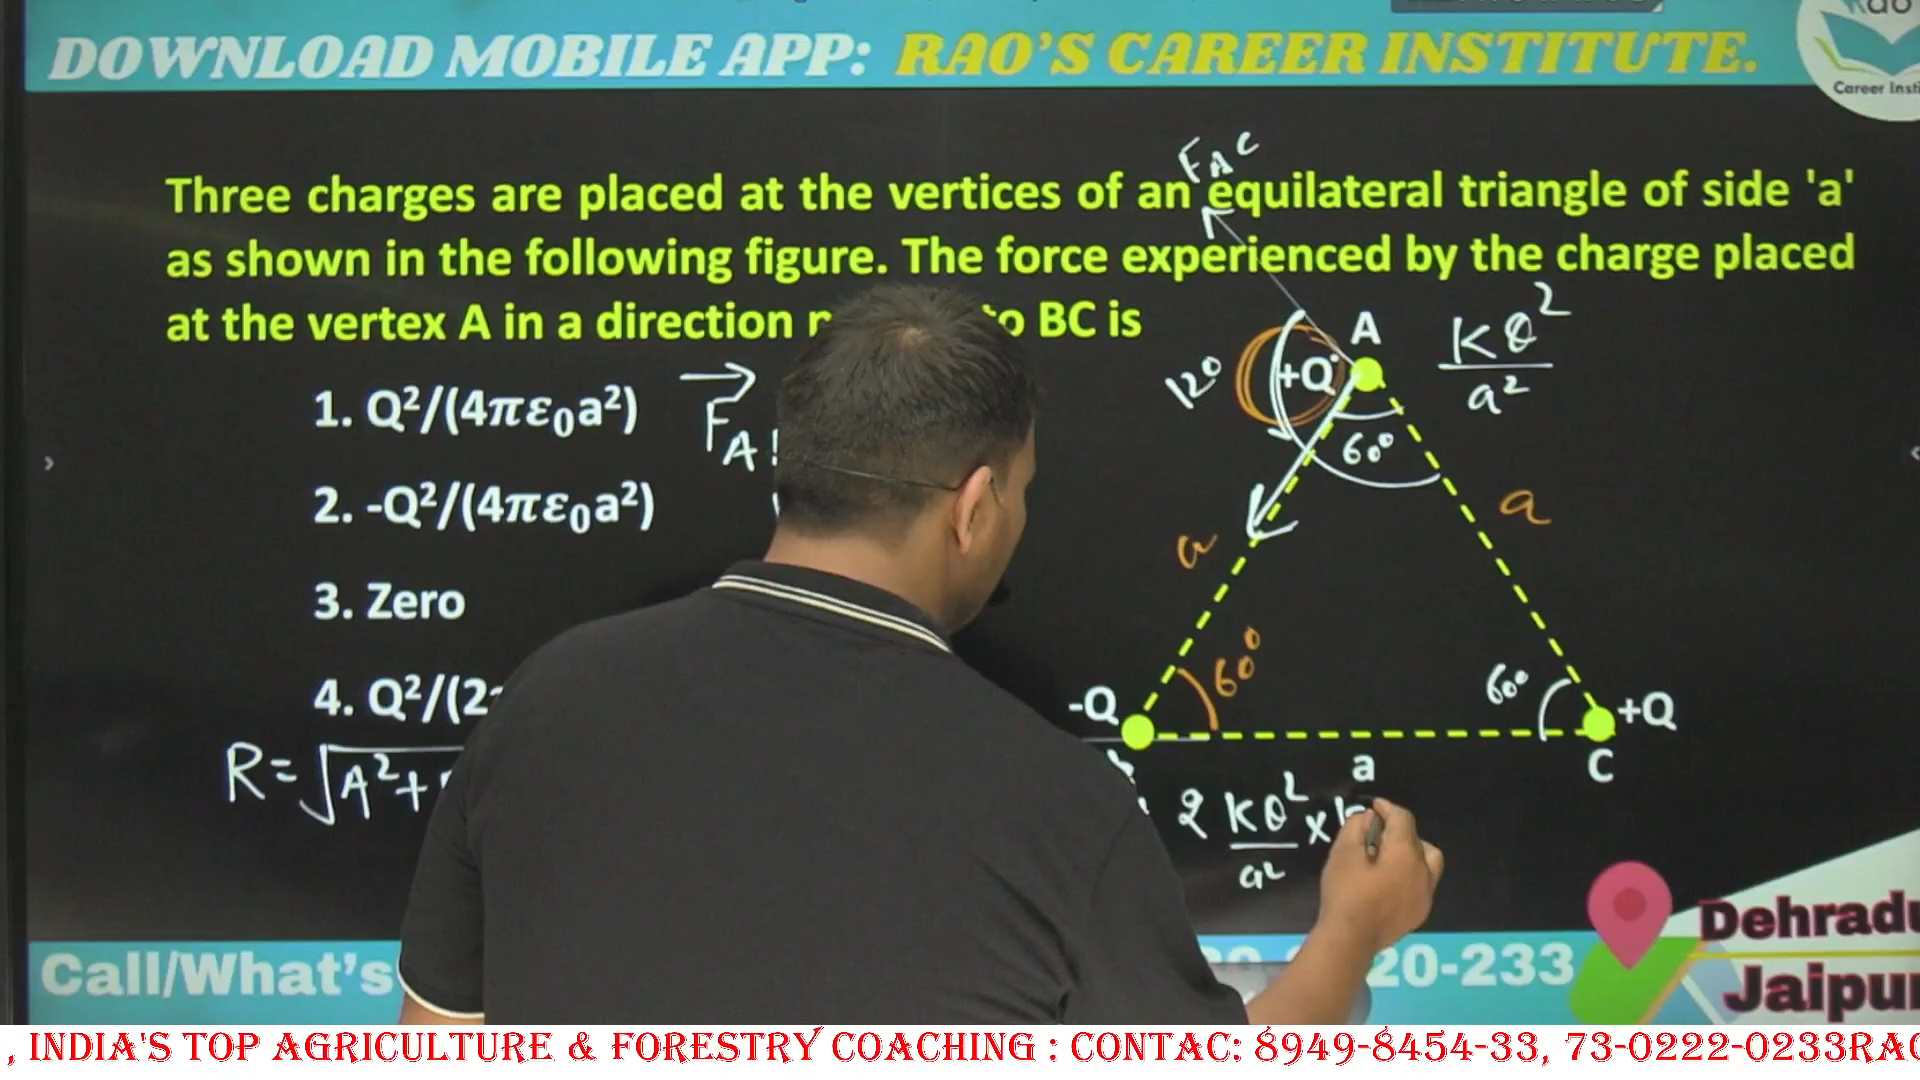 DOWNLOAD MOBILE APP: RAO'S CAREER INSTITUTE.
Career Insti
Three charges are placed at the vertices of an equilateral triangle of side 'a'
as shown in the following figure. The force experienced by the charge placed
at the vertex A in a direction to BC is
1. Q²/(4πε₀a²)
2. -Q²/(4πε₀a²)
3. Zero
4. Q²/(2
R=√A²+
F_A
F_AC
A
+Q
120
60°
KQ²/a²
a
a
60°
60°
-Q
+Q
a
C
2 KQ²/a² ×
Dehradu
Jaipur
Call/What's
20-233
, INDIA'S TOP AGRICULTURE & FORESTRY COACHING : CONTAC: 8949-8454-33, 73-0222-0233RAO